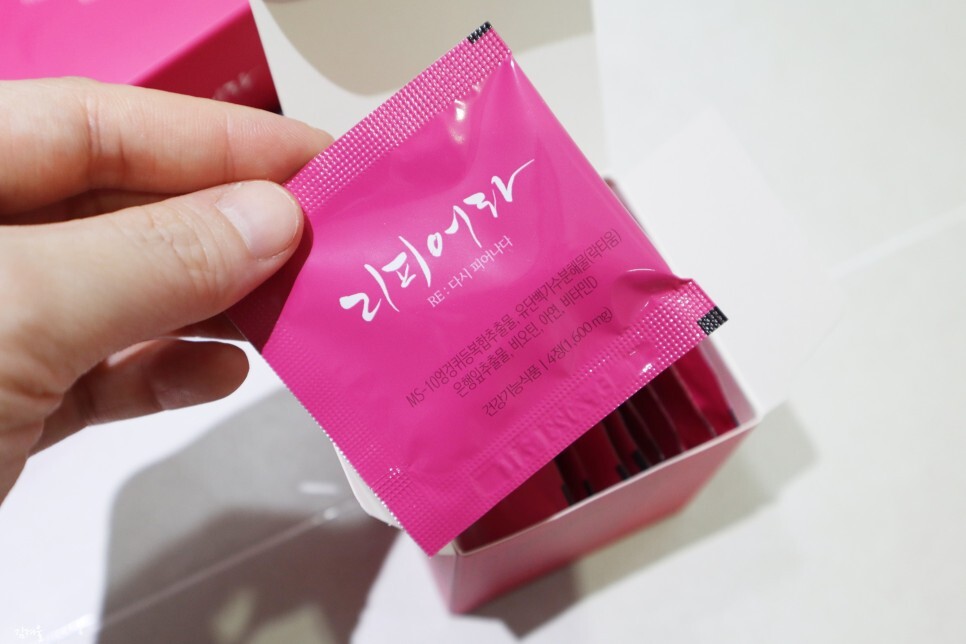 리피어라
RE : 다시 피어나다
MS-10엉겅퀴등복합추출물, 유단백가수분해물(락티움)
은행잎추출물, 비오틴, 아연, 비타민D
건강기능식품 | 4정(1,600mg)